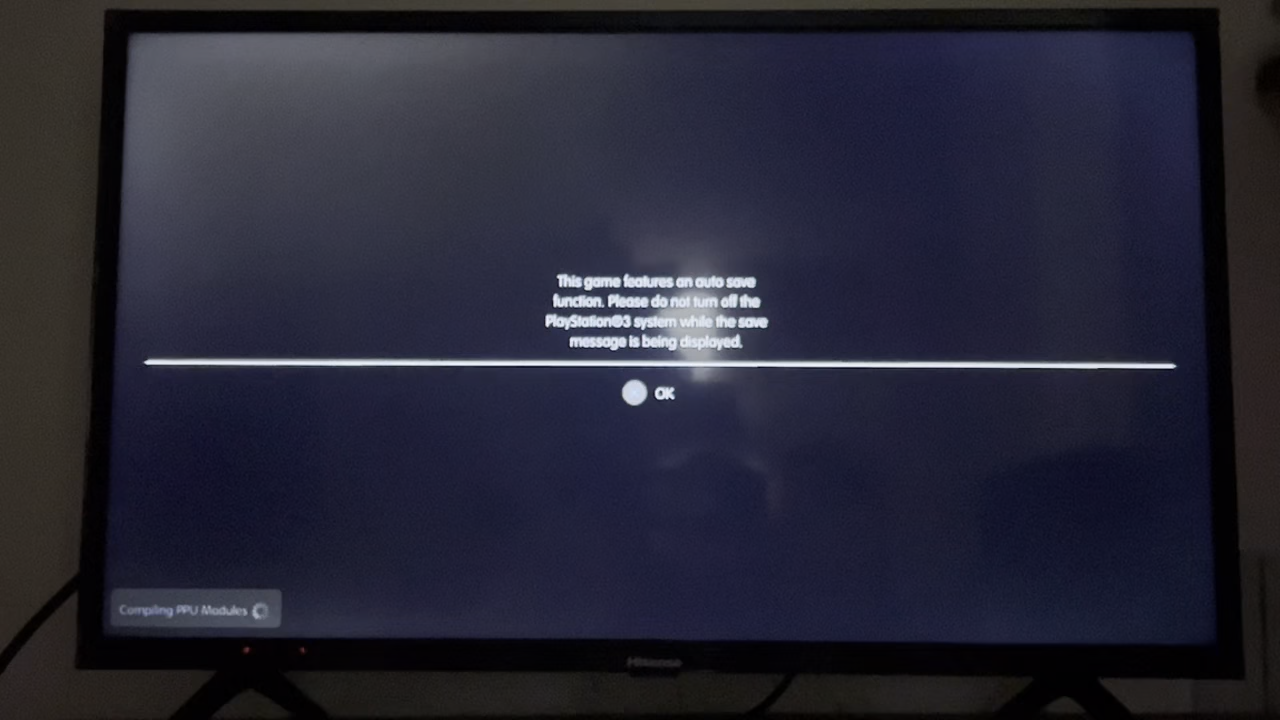 This game features an auto save
function. Please do not turn off the
PlayStation®3 system while the save
message is being displayed.
OK
Compiling PPU Modules
Hisense